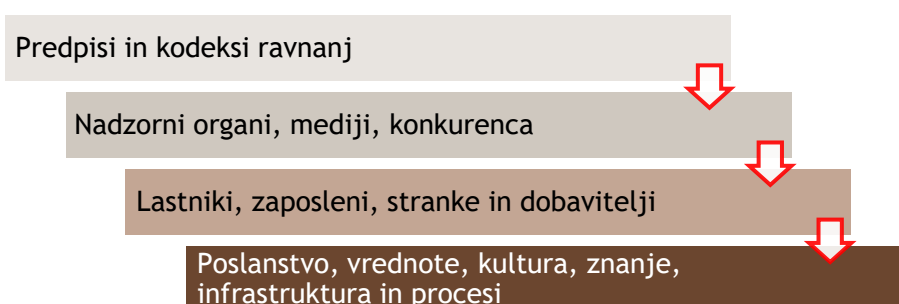 Predpisi in kodeksi ravnanj
Nadzorni organi, mediji, konkurenca
Lastniki, zaposleni, stranke in dobavitelji
Poslanstvo, vrednote, kultura, znanje,
infrastruktura in procesi